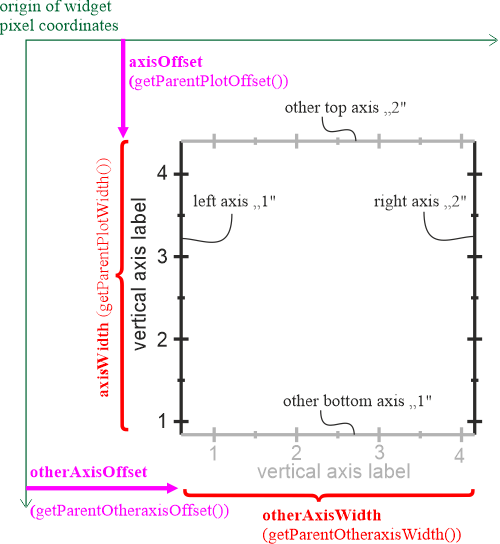 origin of widget
pixel coordinates
axisOffset
(getParentPlotOffset())
other top axis „2"
4
left axis „1"
right axis „2"
3
axisWidth (getParentPlotWidth())
vertical axis label
2
other bottom axis „1"
1
1 2 3 4
vertical axis label
otherAxisOffset
(getParentOtheraxisOffset())
otherAxisWidth
(getParentOtheraxisWidth())